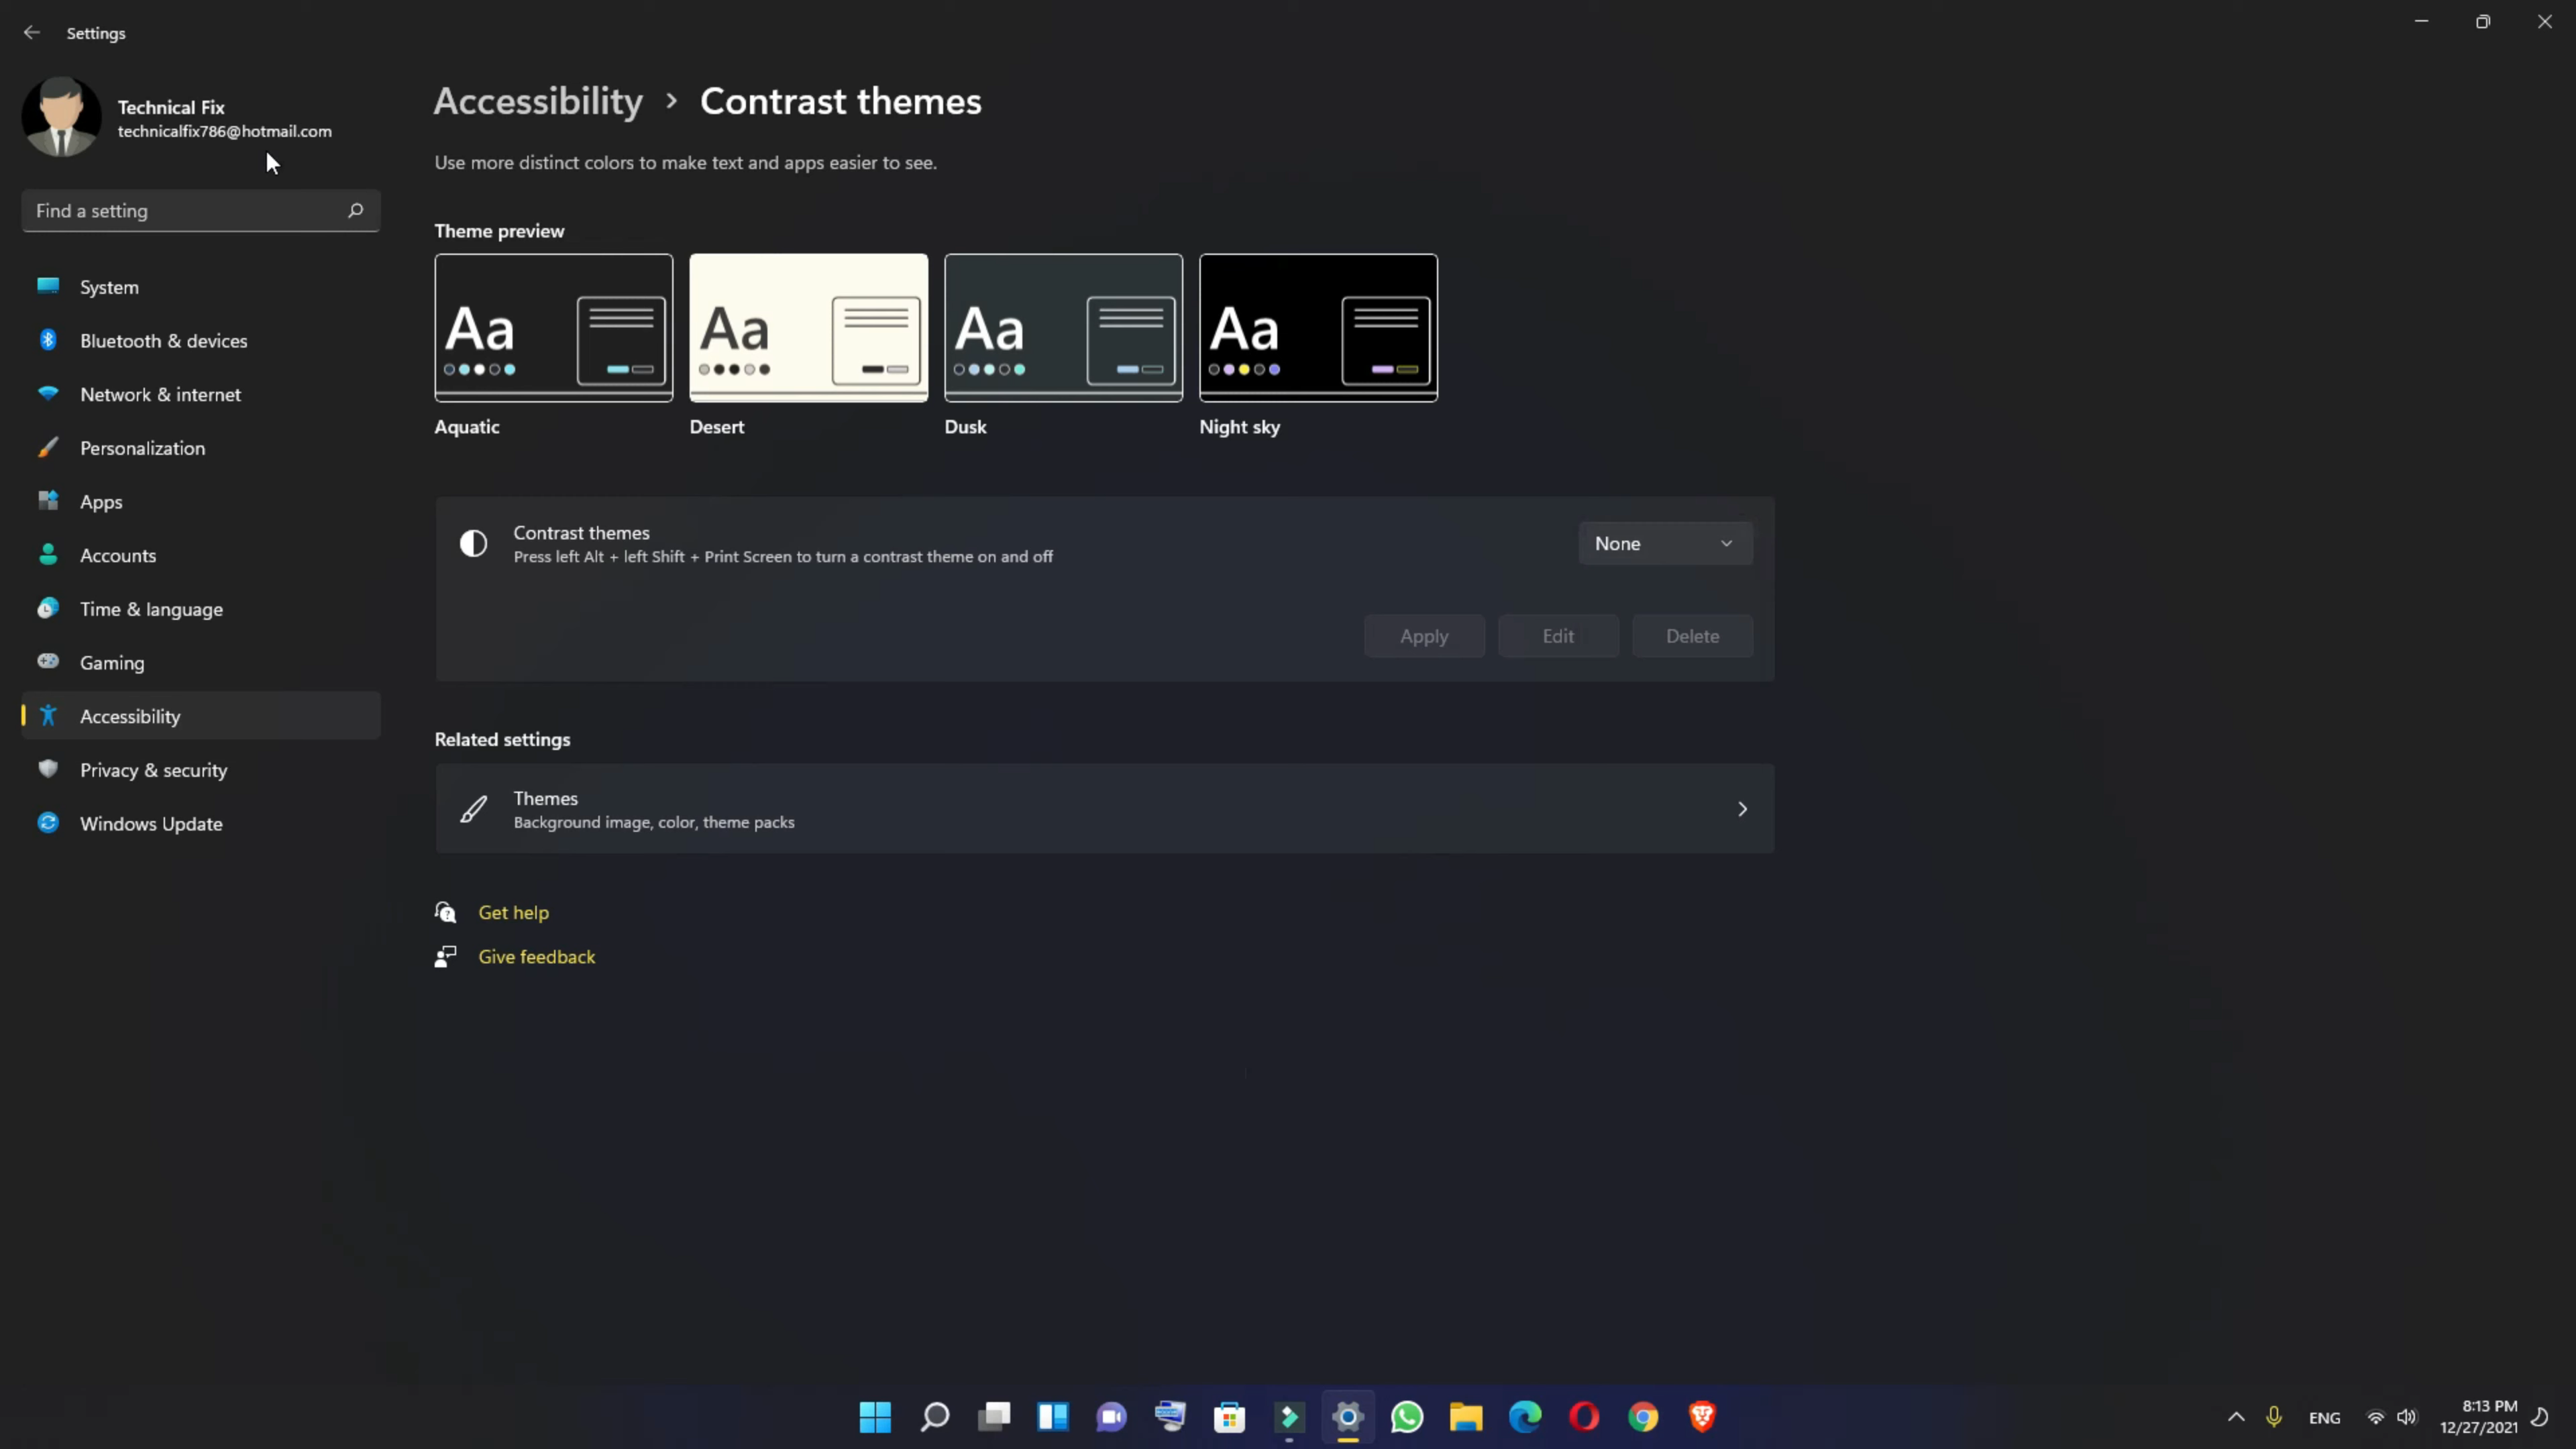 Settings
Technical Fix
technicalfix786@hotmail.com
Find a setting
System
Bluetooth & devices
Network & internet
Personalization
Apps
Accounts
Time & language
Gaming
Accessibility
Privacy & security
Windows Update
Accessibility > Contrast themes
Use more distinct colors to make text and apps easier to see.
Theme preview
Aa Aa Aa Aa
Aquatic Desert Dusk Night sky
Contrast themes
Press left Alt + left Shift + Print Screen to turn a contrast theme on and off
None
Apply Edit Delete
Related settings
Themes
Background image, color, theme packs
Get help
Give feedback
ENG
8:13 PM
12/27/2021